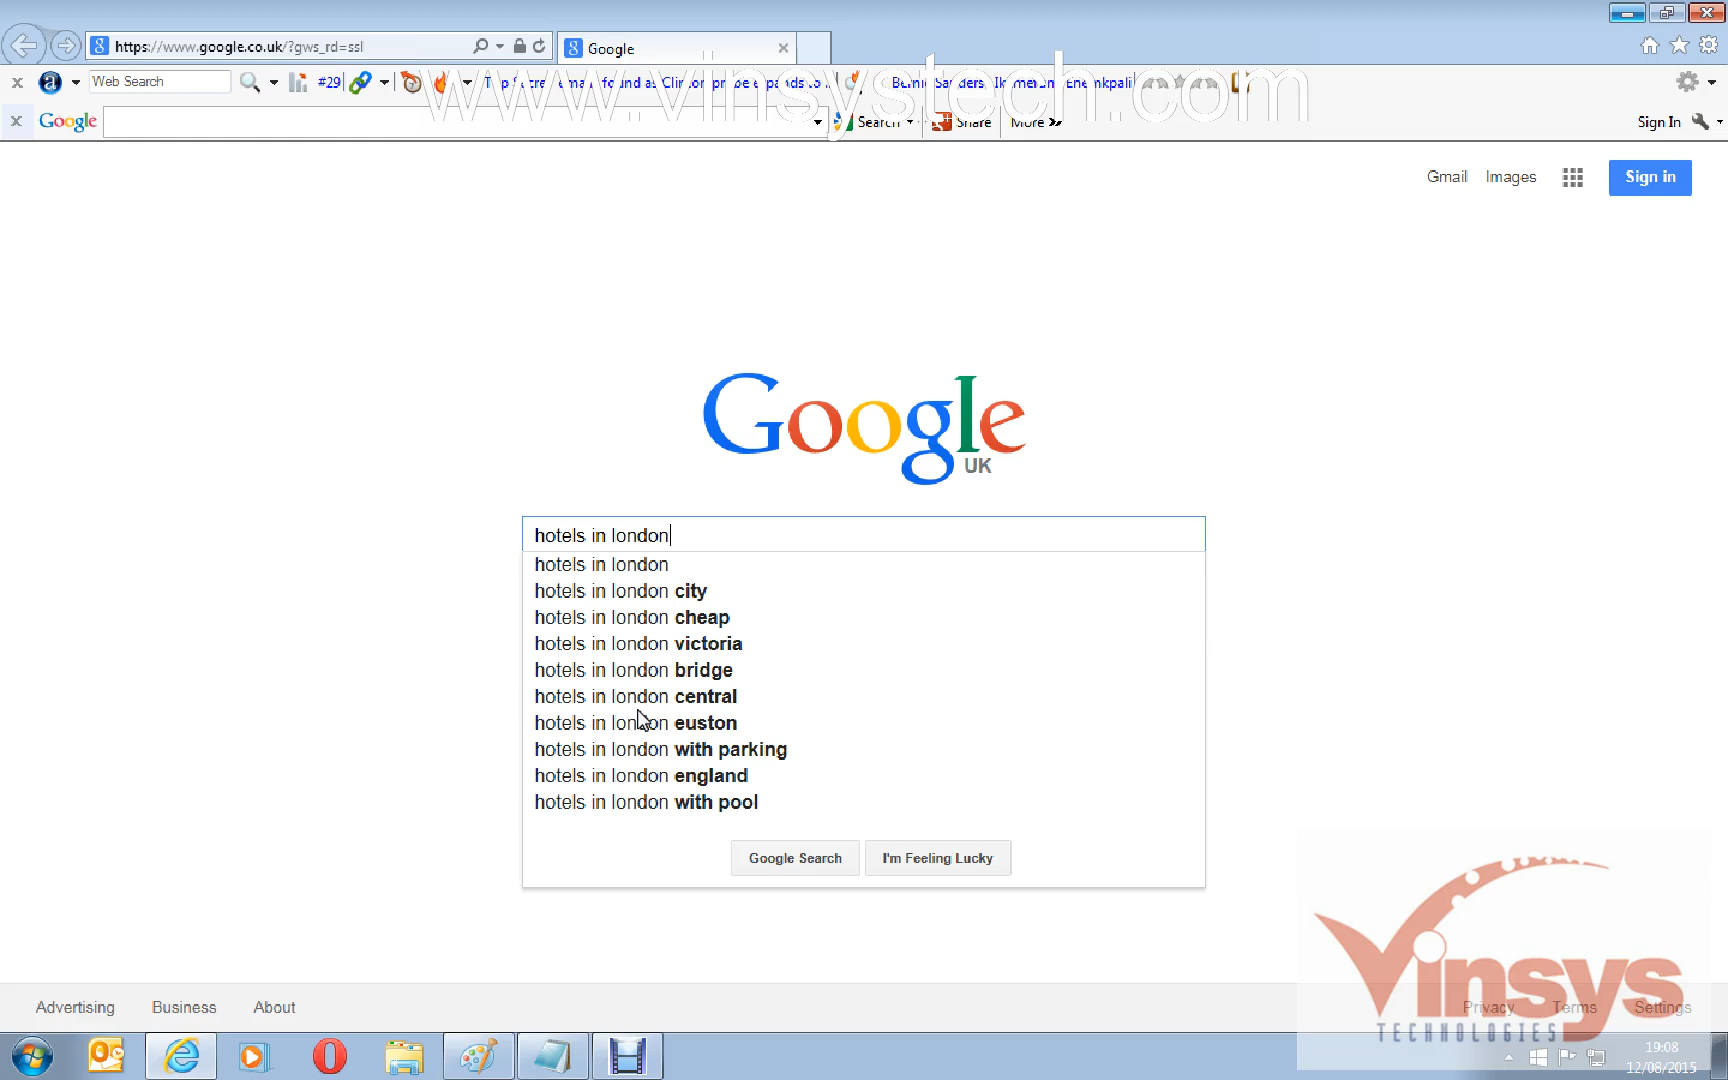 https://www.google.co.uk/?gws_rd=ssl
Google
Web Search
#29
www.vinsystech.com
Google
Search
Share
More »
Sign In
Gmail
Images
Sign in
Google
UK
hotels in london
hotels in london
hotels in london city
hotels in london cheap
hotels in london victoria
hotels in london bridge
hotels in london central
hotels in london euston
hotels in london with parking
hotels in london england
hotels in london with pool
Google Search
I'm Feeling Lucky
Vinsys
TECHNOLOGIES
Advertising
Business
About
Privacy
Terms
Settings
19:08
12/08/2015